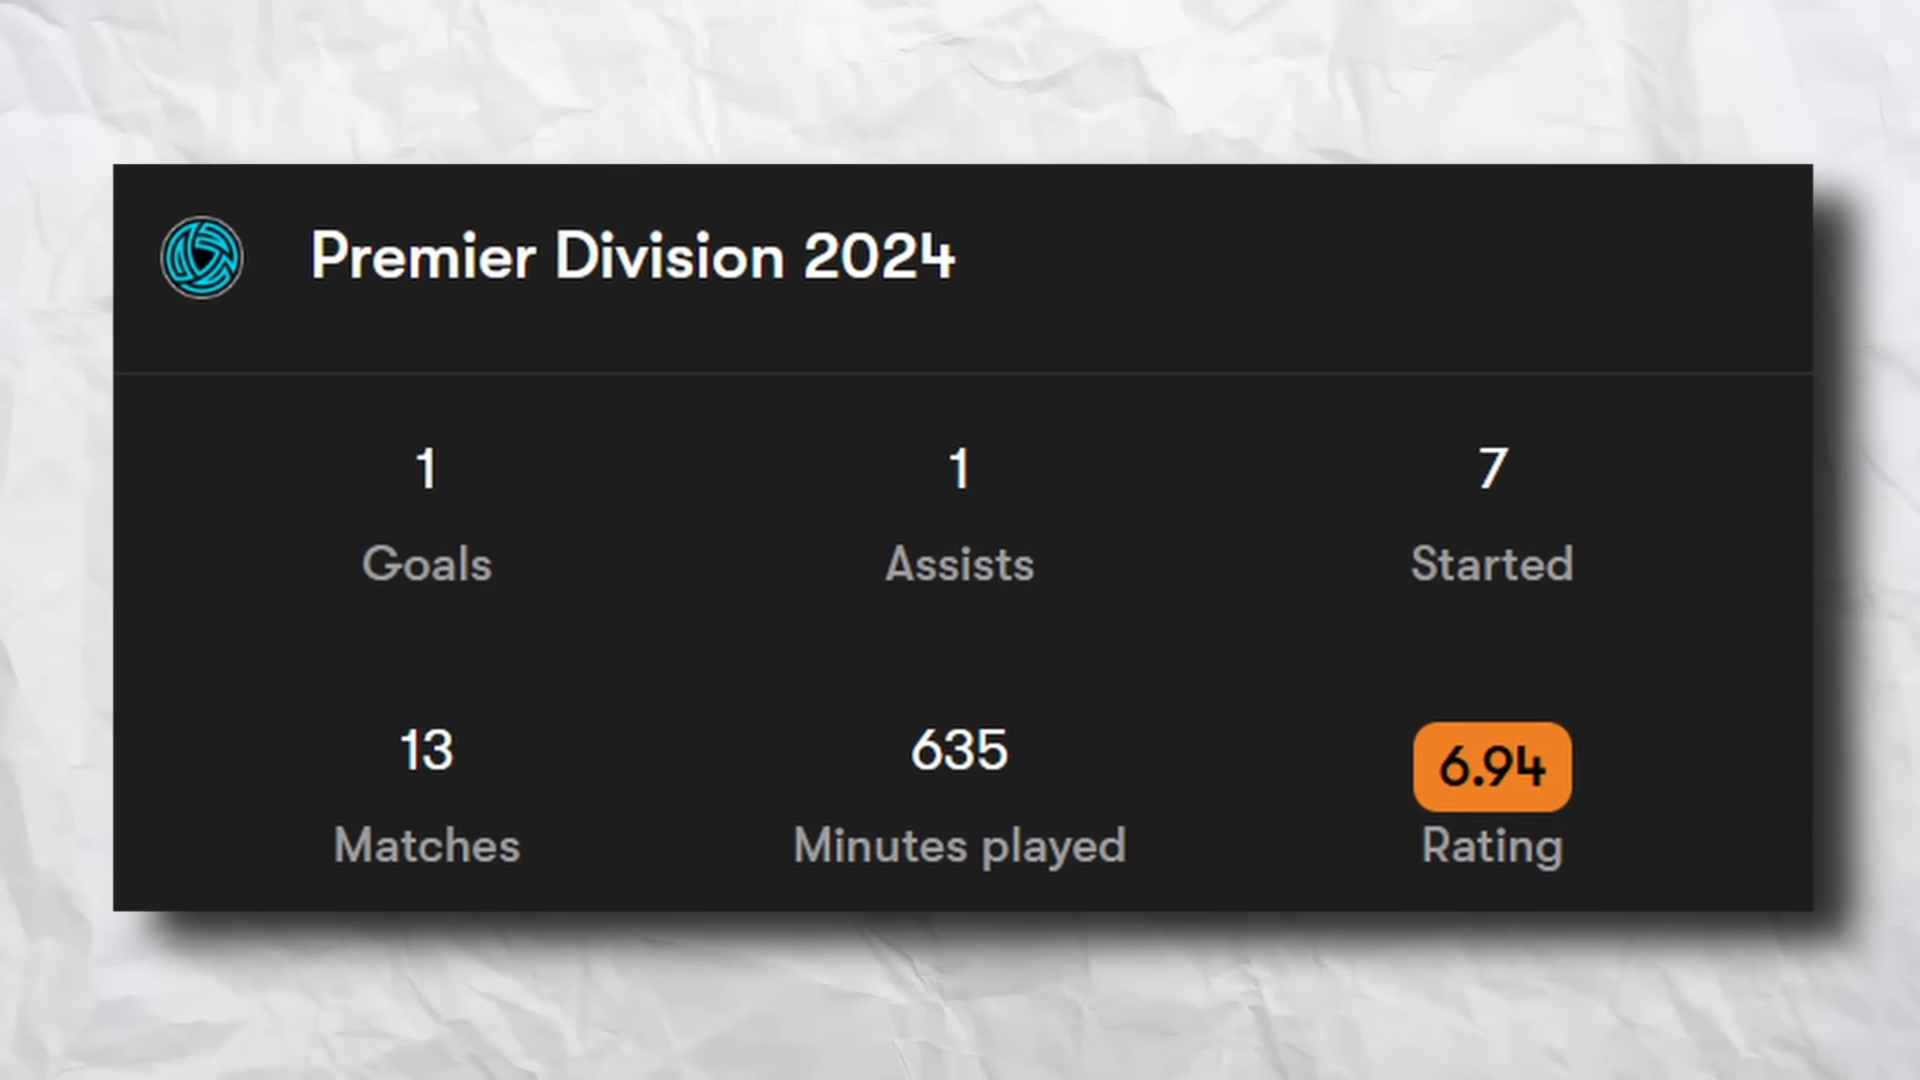 Premier Division 2024
1 1 7
Goals Assists Started
13 635 6.94
Matches Minutes played Rating